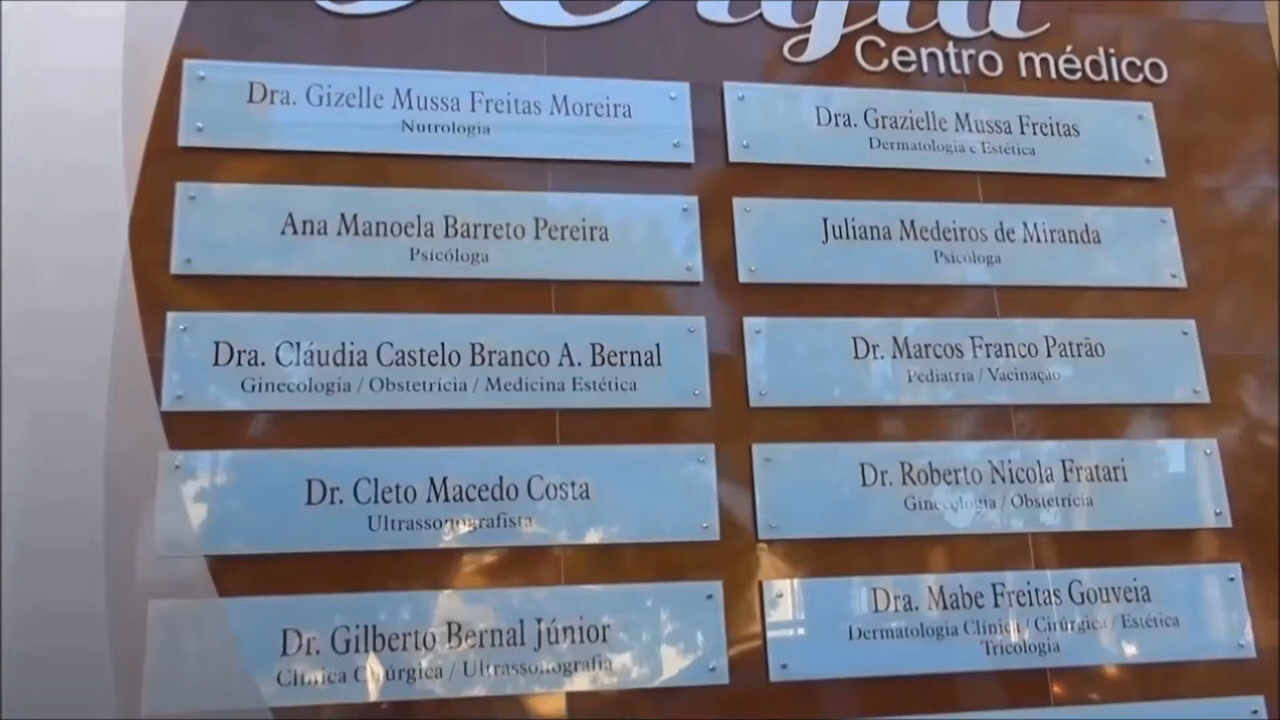 Centro médico
Dra. Gizelle Mussa Freitas Moreira
Nutrologia
Dra. Grazielle Mussa Freitas
Dermatologia e Estética
Ana Manoela Barreto Pereira
Psicóloga
Juliana Medeiros de Miranda
Psicóloga
Dra. Cláudia Castelo Branco A. Bernal
Ginecologia / Obstetrícia / Medicina Estética
Dr. Marcos Franco Patrão
Pediatria / Vacinação
Dr. Cleto Macedo Costa
Ultrassonografista
Dr. Roberto Nicola Fratari
Ginecologia / Obstetrícia
Dr. Gilberto Bernal Júnior
Clínica Cirúrgica / Ultrassonografia
Dra. Mabe Freitas Gouveia
Dermatologia Clínica / Cirúrgica / Estética
Tricologia